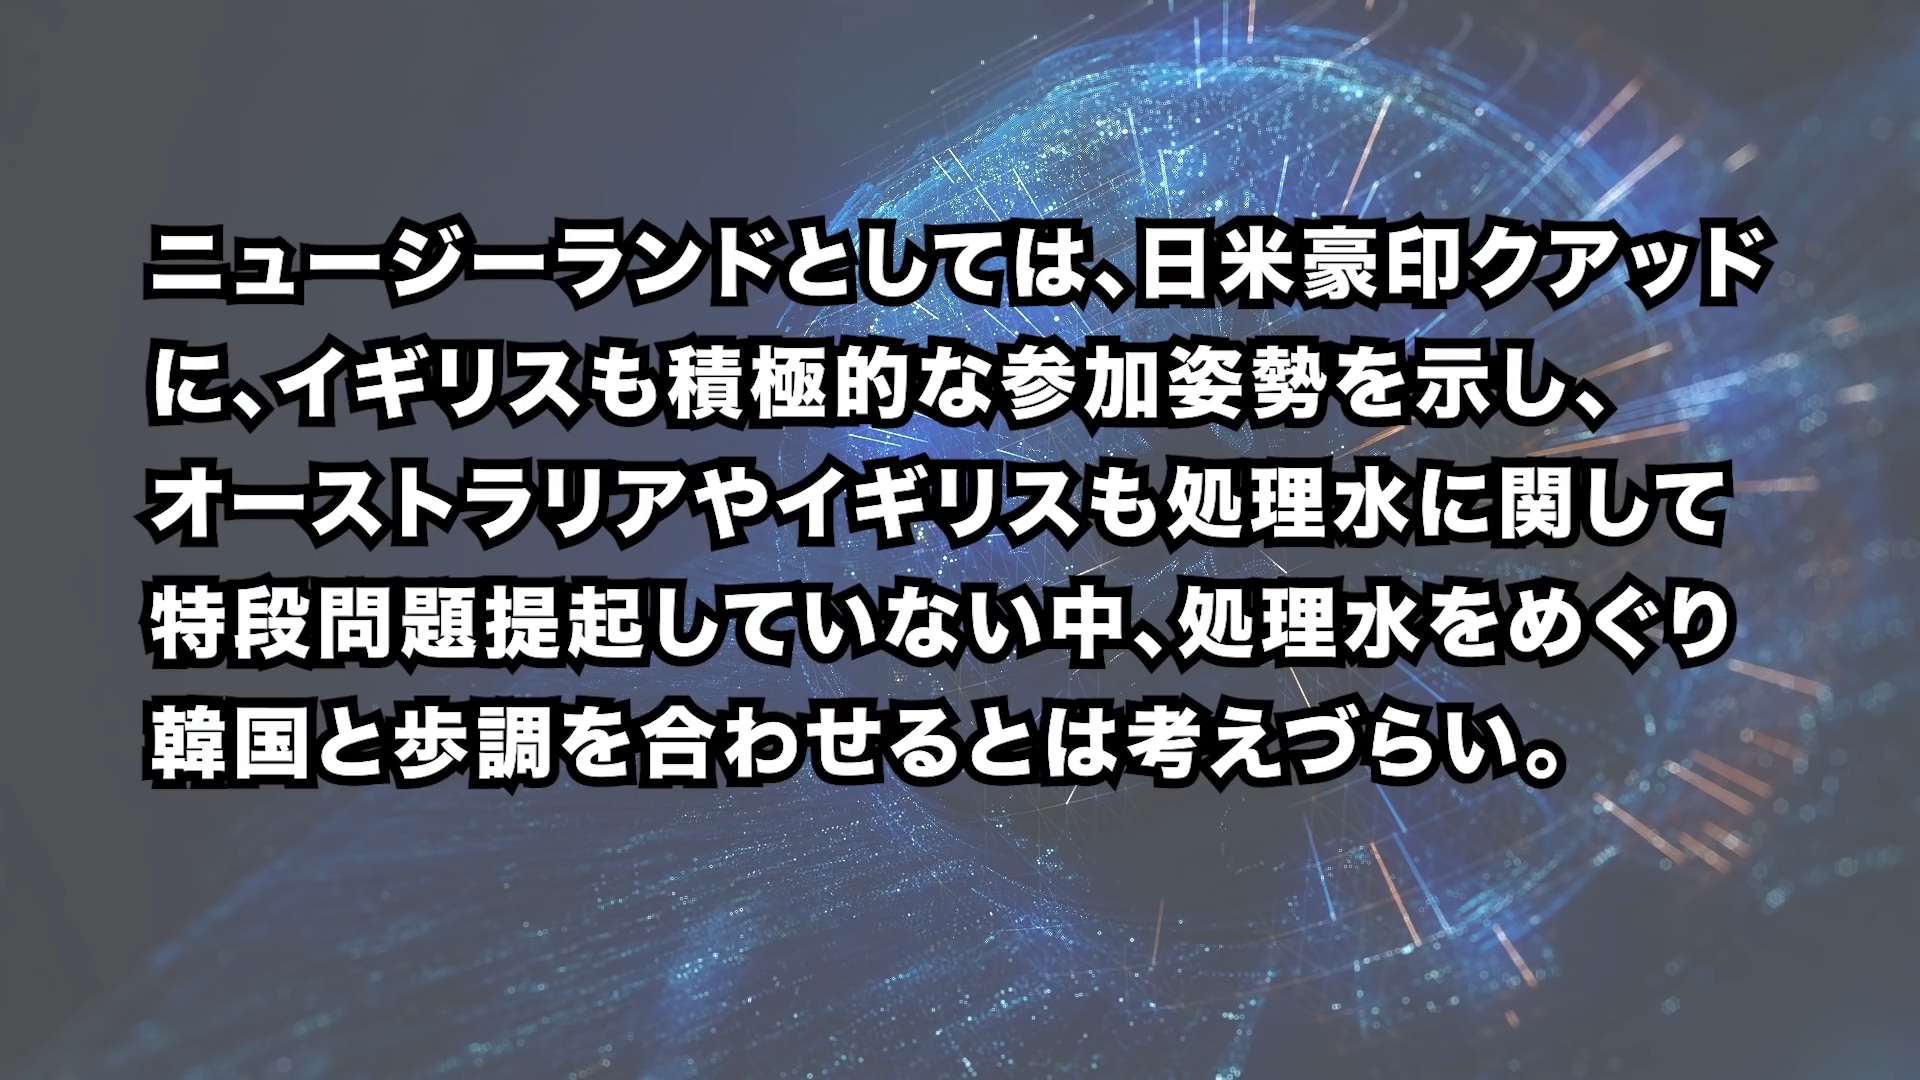 ニュージーランドとしては、日米豪印クアッド
に、イギリスも積極的な参加姿勢を示し、
オーストラリアやイギリスも処理水に関して
特段問題提起していない中、処理水をめぐり
韓国と歩調を合わせるとは考えづらい。